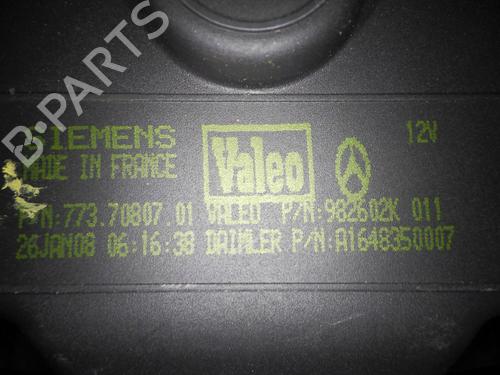 B-PARTS
SIEMENS Valeo 12V
MADE IN FRANCE
P/N:773.70807.01 VALEO P/N:982602K 011
26JAN08 06:16:38 DAIMLER P/N:A1648350007